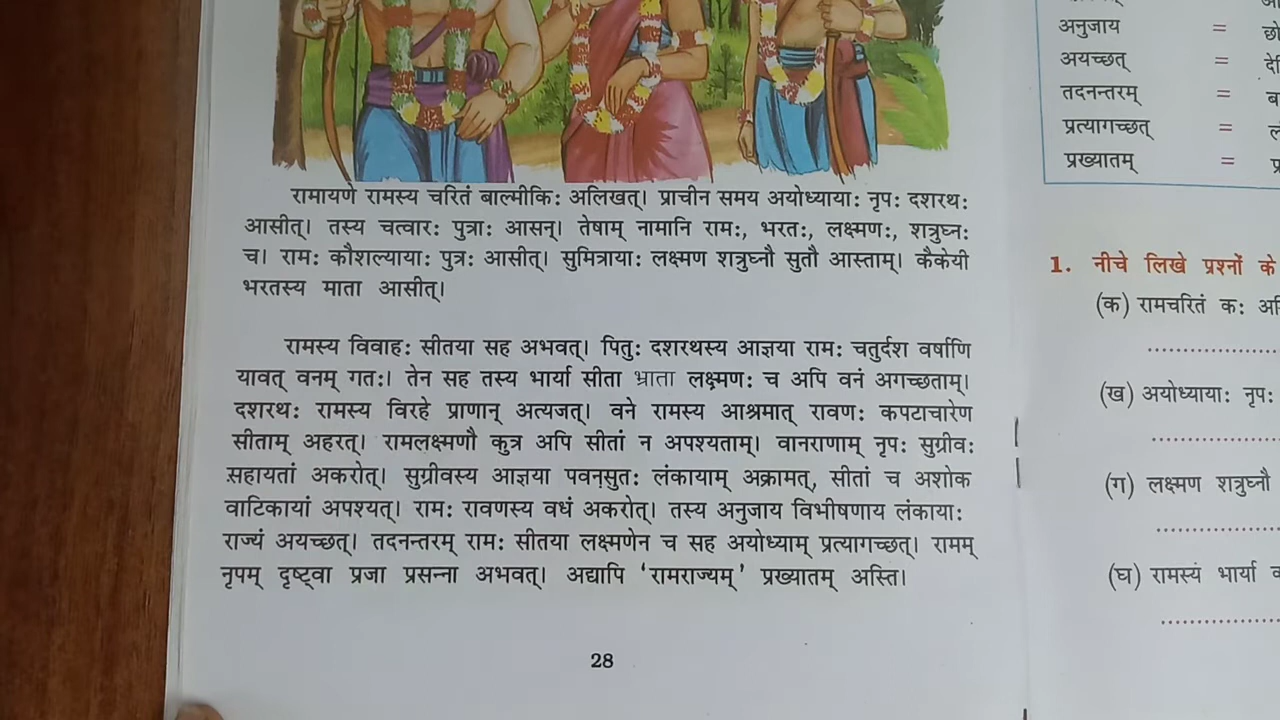 रामायणे रामस्य चरितं बाल्मीकिः अलिखत्। प्राचीन समय अयोध्यायाः नृपः दशरथः
आसीत्। तस्य चत्वारः पुत्राः आसन्। तेषाम् नामानि रामः, भरतः, लक्ष्मणः, शत्रुघ्नः
च। रामः कौशल्यायाः पुत्रः आसीत्। सुमित्रायाः लक्ष्मण शत्रुघ्नौ सुतौ आस्ताम्। कैकेयी
भरतस्य माता आसीत्।
रामस्य विवाहः सीतया सह अभवत्। पितुः दशरथस्य आज्ञया रामः चतुर्दश वर्षाणि
यावत् वनम् गतः। तेन सह तस्य भार्या सीता भ्राता लक्ष्मणः च अपि वनं अगच्छताम्।
दशरथः रामस्य विरहे प्राणान् अत्यजत्। वने रामस्य आश्रमात् रावणः कपटाचारेण
सीताम् अहरत्। रामलक्ष्मणौ कुत्र अपि सीतां न अपश्यताम्। वानराणाम् नृपः सुग्रीवः
सहायतां अकरोत्। सुग्रीवस्य आज्ञया पवनसुतः लंकायाम् अक्रामत्, सीतां च अशोक
वाटिकायां अपश्यत्। रामः रावणस्य वधं अकरोत्। तस्य अनुजाय विभीषणाय लंकायाः
राज्यं अयच्छत्। तदनन्तरम् रामः सीतया लक्ष्मणेन च सह अयोध्याम् प्रत्यागच्छत्। रामम्
नृपम् दृष्ट्वा प्रजा प्रसन्ना अभवत्। अद्यापि 'रामराज्यम्' प्रख्यातम् अस्ति।
28
अनुजाय =
अयच्छत् =
तदनन्तरम् =
प्रत्यागच्छत् =
प्रख्यातम् =
1. नीचे लिखे प्रश्नों के
(क) रामचरितं कः
(ख) अयोध्यायाः नृपः
(ग) लक्ष्मण शत्रुघ्नौ
(घ) रामस्यं भार्या